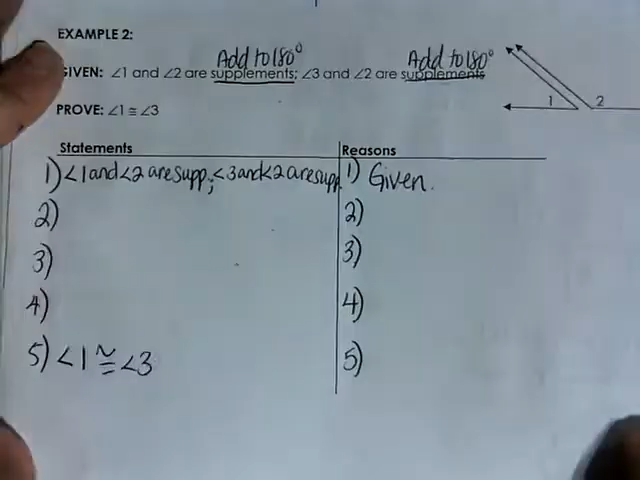 EXAMPLE 2:
Add to 180° Add to 180°
GIVEN: ∠1 and ∠2 are supplements; ∠3 and ∠2 are supplements
1 2
PROVE: ∠1 ≅ ∠3
Statements Reasons
1) <1 and <2 are supp; <3 and <2 are supp. 1) Given.
2) 2)
3) 3)
4) 4)
5) <1 ≅ <3 5)